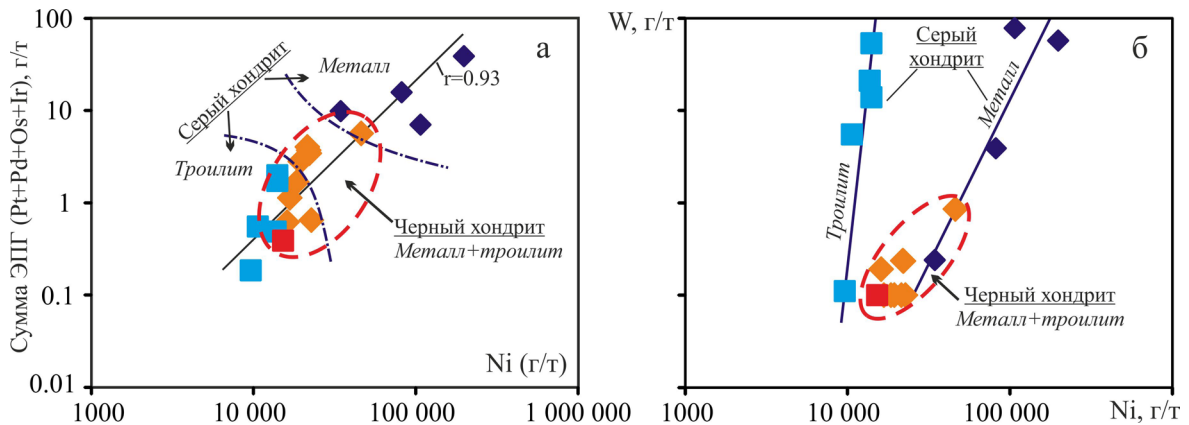 Сумма ЭПГ (Pt+Pd+Os+Ir), г/т
100
10
1
0.1
0.01
а
Серый хондрит
Металл
r=0.93
Троилит
Черный хондрит
Металл+троилит
Ni (г/т)
1000
10 000
100 000
1 000 000
W, г/т
б
Серый
хондрит
Металл
Троилит
Черный хондрит
Металл+троилит
1000
10 000
100 000
Ni, г/т